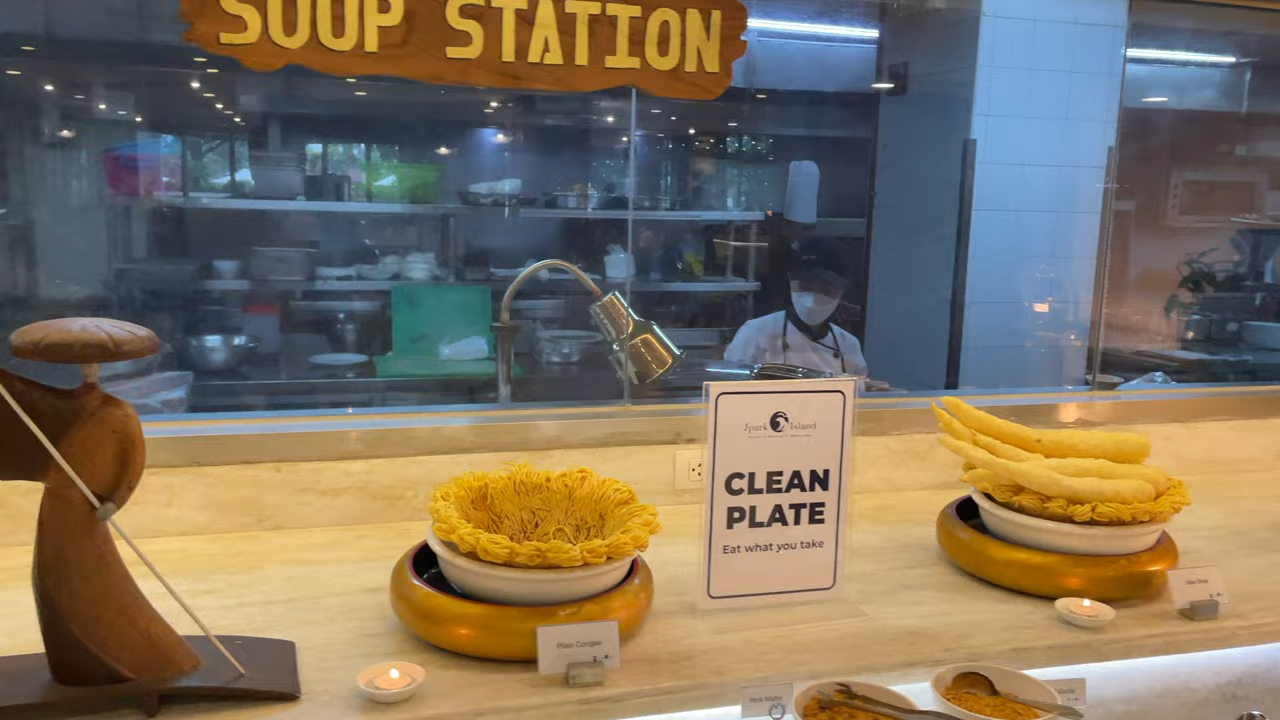 SOUP STATION
Jpark Island
CLEAN
PLATE
Eat what you take
Plain Congee